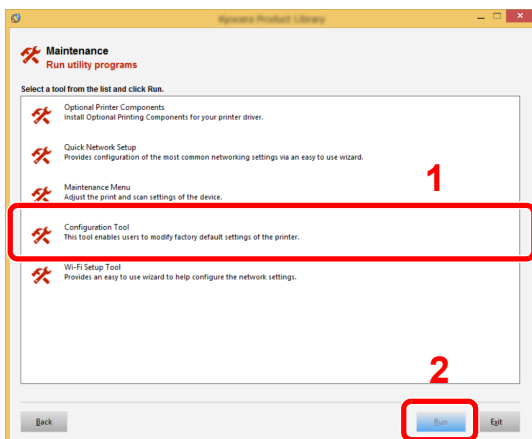 Kyocera Product Library
Maintenance
Run utility programs
Select a tool from the list and click Run.
Optional Printer Components
Install Optional Printing Components for your printer driver.
Quick Network Setup
Provides configuration of the most common networking settings via an easy to use wizard.
1
Maintenance Menu
Adjust the print and scan settings of the device.
Configuration Tool
This tool enables users to modify factory default settings of the printer.
Wi-Fi Setup Tool
Provides an easy to use wizard to help configure the network settings.
2
Back
Run
Exit